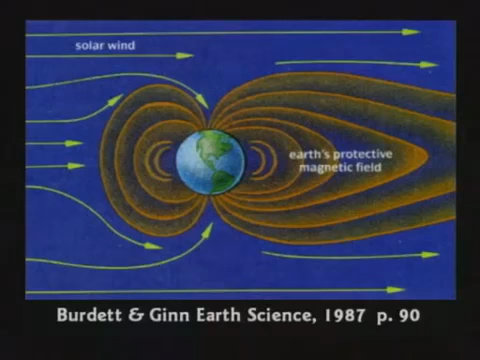 solar wind
earth's protective
magnetic field
Burdett & Ginn Earth Science, 1987 p. 90